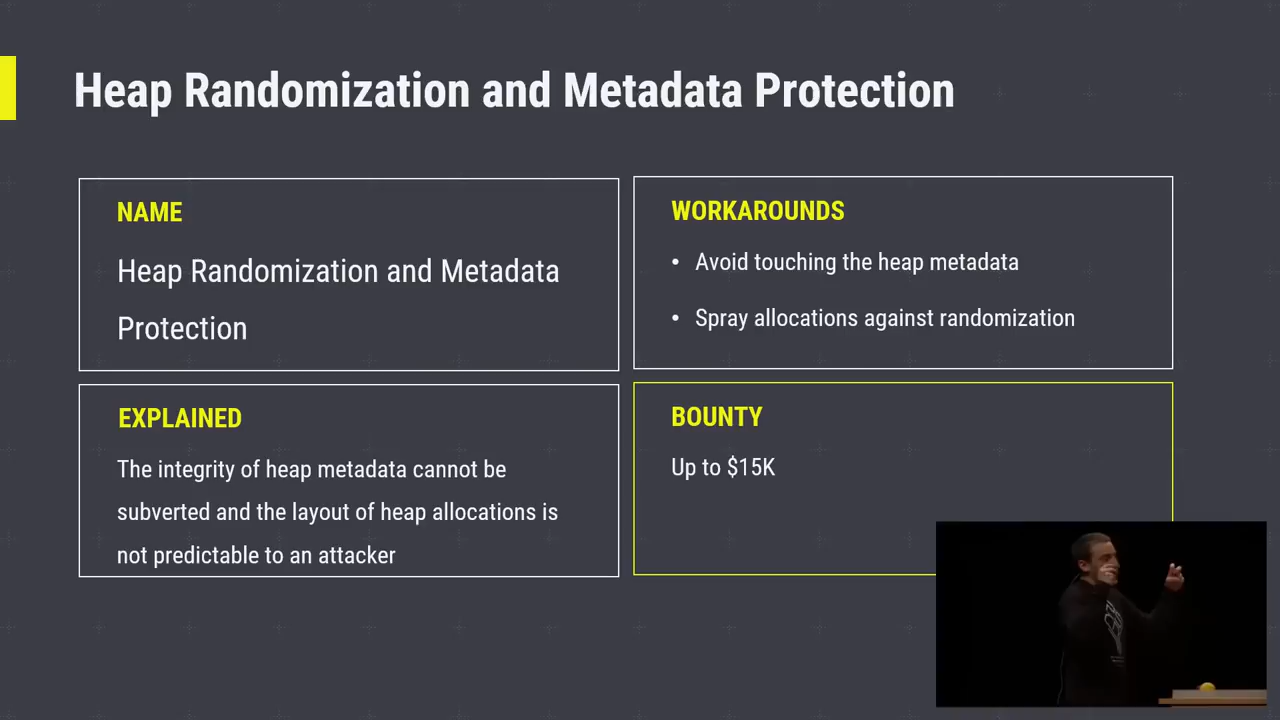 Heap Randomization and Metadata Protection
NAME
Heap Randomization and Metadata
Protection
WORKAROUNDS
• Avoid touching the heap metadata
• Spray allocations against randomization
EXPLAINED
The integrity of heap metadata cannot be
subverted and the layout of heap allocations is
not predictable to an attacker
BOUNTY
Up to $15K